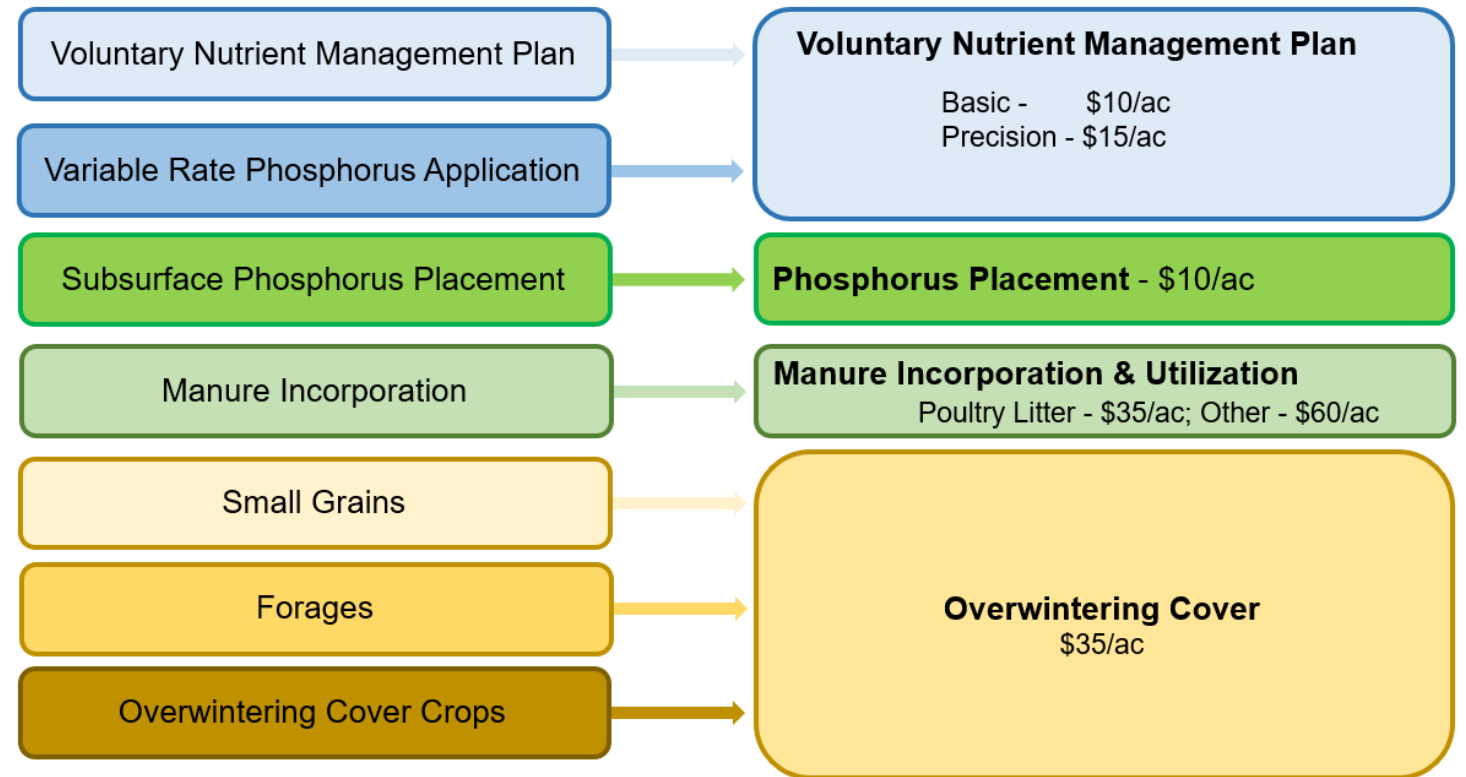 Voluntary Nutrient Management Plan
Voluntary Nutrient Management Plan
Basic - $10/ac
Precision - $15/ac
Variable Rate Phosphorus Application
Subsurface Phosphorus Placement
Phosphorus Placement - $10/ac
Manure Incorporation
Manure Incorporation & Utilization
Poultry Litter - $35/ac; Other - $60/ac
Small Grains
Forages
Overwintering Cover Crops
Overwintering Cover
$35/ac